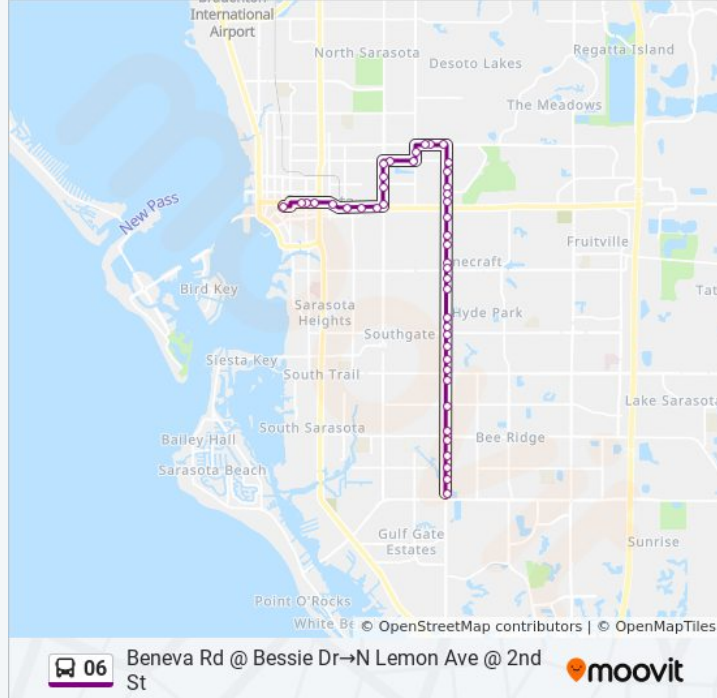 International
Airport
North Sarasota
Regatta Island
Desoto Lakes
The Meadows
New Pass
Fruitville
Bird Key
Hyde Park
Sarasota
Heights
Southgate
Siesta Key
South Trail
Lake Sarasota
South Sarasota
Bailey Hall
Bee Ridge
Sarasota Beach
Gulf Gate
Estates
Sunrise
Point O'Rocks
White Be
© OpenStreetMap contributors | © OpenMapTiles
06
Beneva Rd @ Bessie Dr→N Lemon Ave @ 2nd
St
moovit